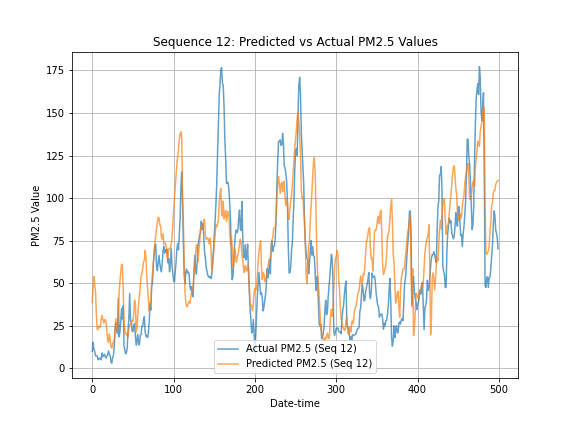 Sequence 12: Predicted vs Actual PM2.5 Values
PM2.5 Value
175
150
125
100
75
50
25
0
Actual PM2.5 (Seq 12)
Predicted PM2.5 (Seq 12)
0 100 200 300 400 500
Date-time